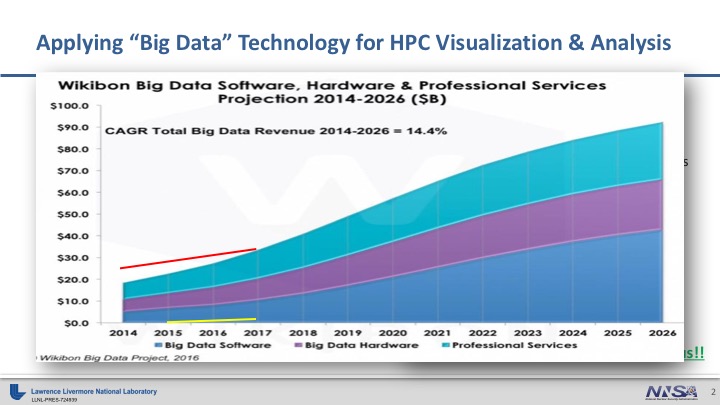 Applying “Big Data” Technology for HPC Visualization & Analysis
Wikibon Big Data Software, Hardware & Professional Services
Projection 2014-2026 ($B)
$100.0
$90.0
$80.0
$70.0
$60.0
$50.0
$40.0
$30.0
$20.0
$10.0
$0.0
CAGR Total Big Data Revenue 2014-2026 = 14.4%
2014 2015 2016 2017 2018 2019 2020 2021 2022 2023 2024 2025 2026
Big Data Software Big Data Hardware Professional Services
Wikibon Big Data Project, 2016
s
s!!
Lawrence Livermore National Laboratory
LLNL-PRES-724939
NNSA
2